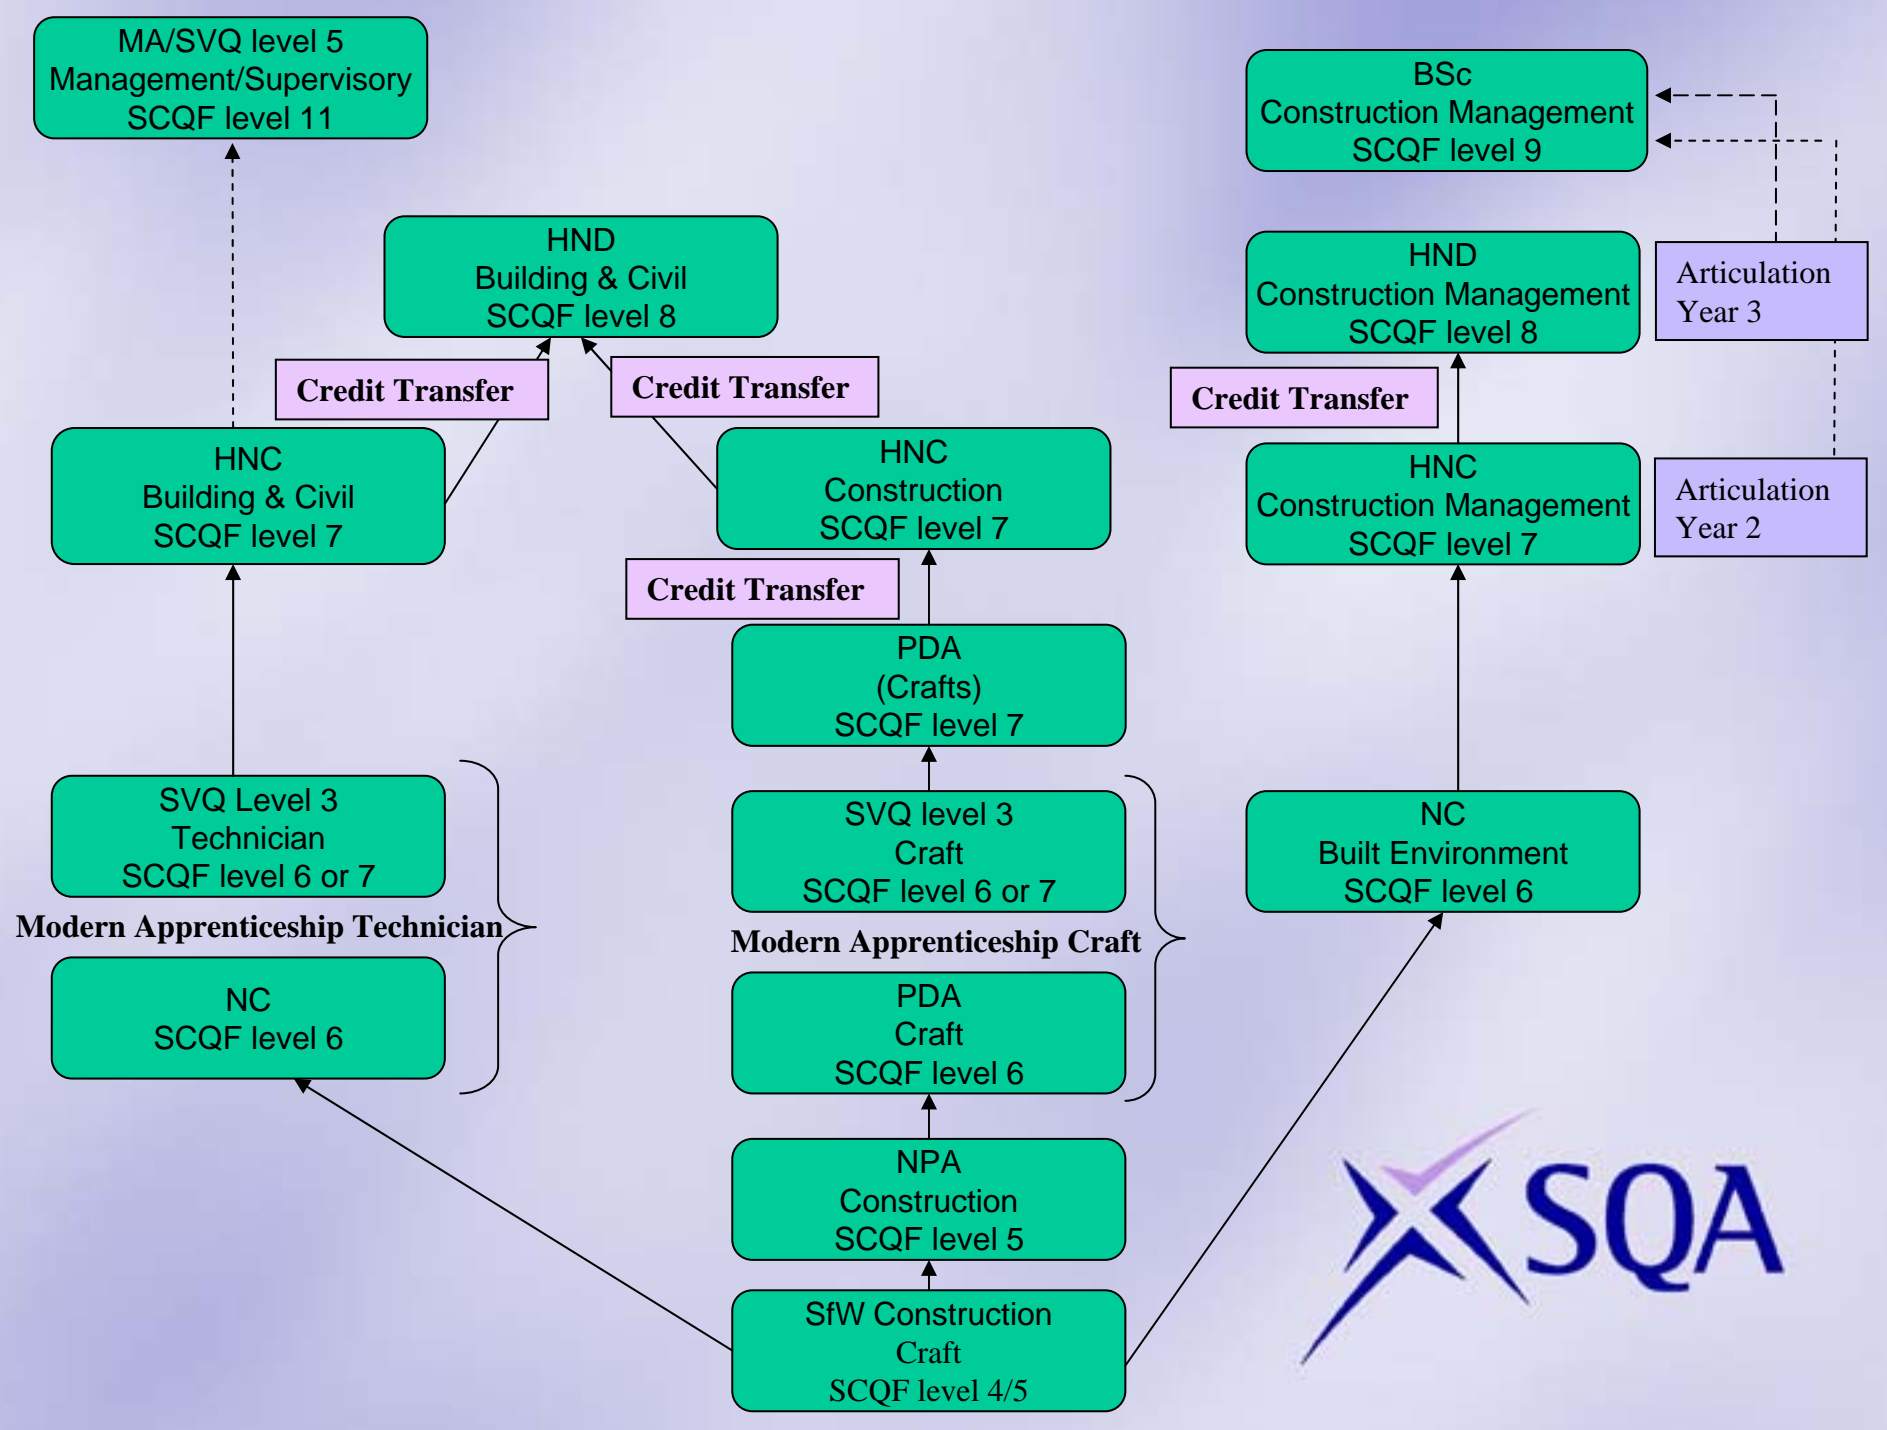 MA/SVQ level 5
Management/Supervisory
SCQF level 11
BSc
Construction Management
SCQF level 9
HND
Building & Civil
SCQF level 8
HND
Construction Management
SCQF level 8
Articulation
Year 3
Credit Transfer
Credit Transfer
Credit Transfer
HNC
Building & Civil
SCQF level 7
HNC
Construction
SCQF level 7
HNC
Construction Management
SCQF level 7
Articulation
Year 2
Credit Transfer
PDA
(Crafts)
SCQF level 7
SVQ Level 3
Technician
SCQF level 6 or 7
SVQ level 3
Craft
SCQF level 6 or 7
NC
Built Environment
SCQF level 6
Modern Apprenticeship Technician
Modern Apprenticeship Craft
NC
SCQF level 6
PDA
Craft
SCQF level 6
NPA
Construction
SCQF level 5
SfW Construction
Craft
SCQF level 4/5
SQA